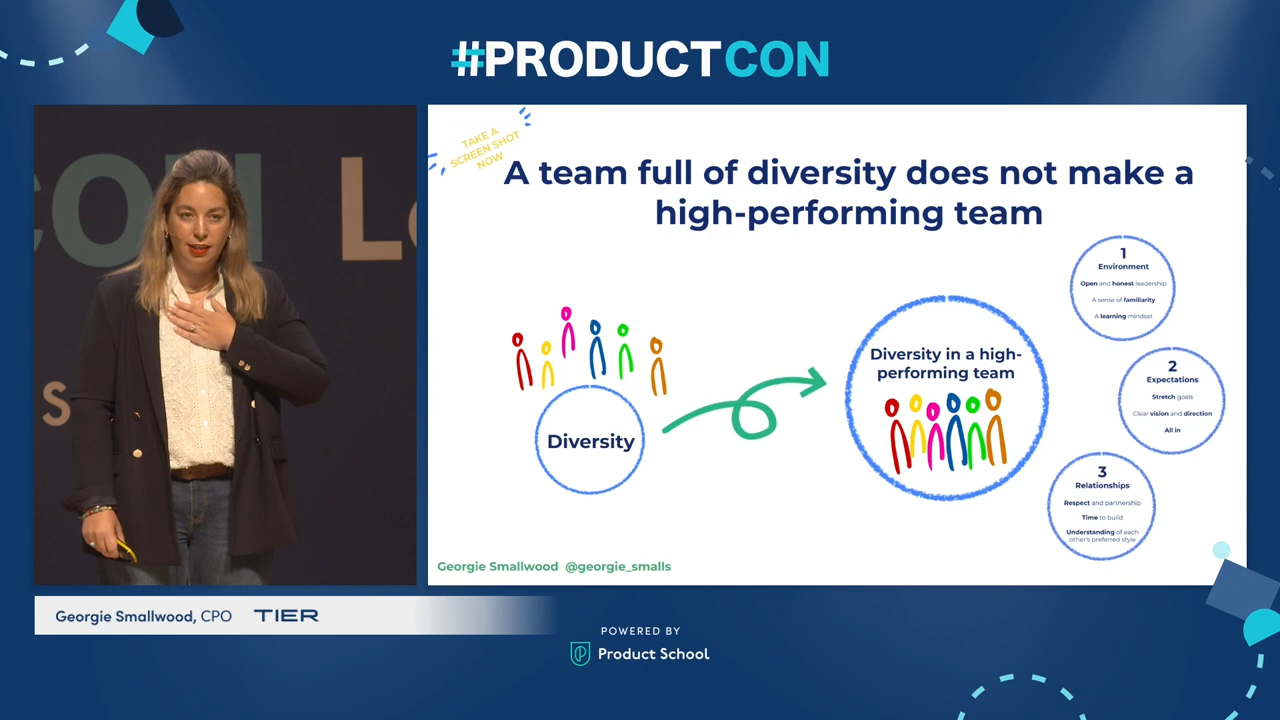 #PRODUCTCON
TAKE A
SCREEN SHOT
NOW
A team full of diversity does not make a
high-performing team
Diversity
Diversity in a high-
performing team
1
Environment
Open and honest leadership
A sense of familiarity
A learning mindset
2
Expectations
Stretch goals
Clear vision and direction
All in
3
Relationships
Respect and partnership
Time to build
Understanding of each
other's preferred style
Georgie Smallwood @georgie_smalls
Georgie Smallwood, CPO TIER
POWERED BY
Product School